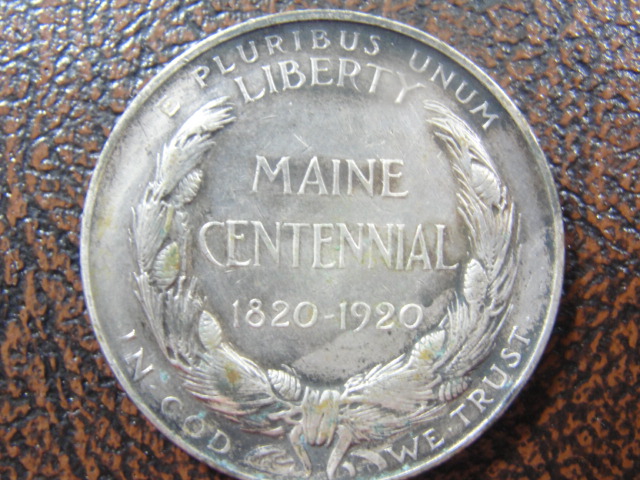 E PLURIBUS UNUM
LIBERTY
MAINE
CENTENNIAL
1820-1920
IN·GOD·WE·TRUST